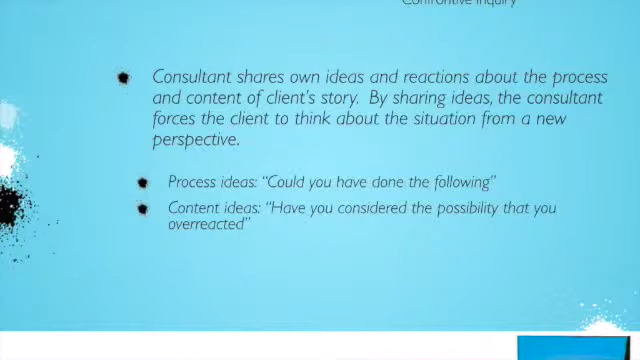 Confrontive Inquiry
Consultant shares own ideas and reactions about the process
and content of client's story. By sharing ideas, the consultant
forces the client to think about the situation from a new
perspective.
Process ideas: "Could you have done the following"
Content ideas: "Have you considered the possibility that you
overreacted"